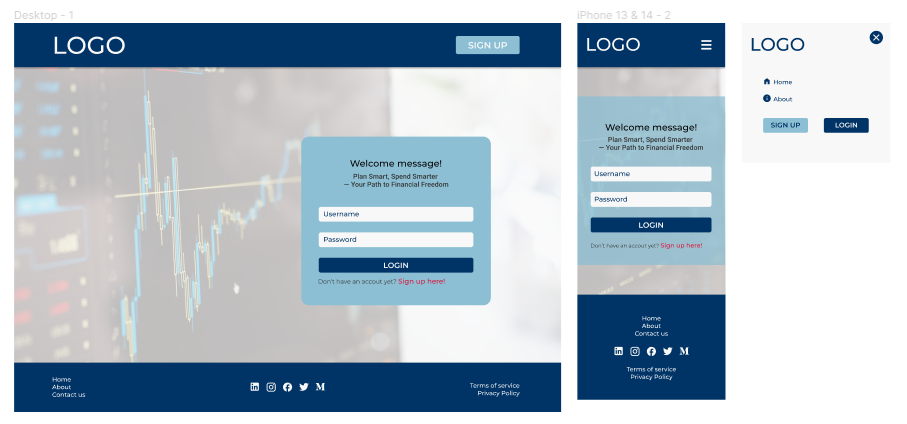 Desktop - 1
LOGO
SIGN UP
Welcome message!
Plan Smart, Spend Smarter
— Your Path to Financial Freedom
Username
Password
LOGIN
Don't have an accout yet? Sign up here!
Home
About
Contact us
Terms of service
Privacy Policy
iPhone 13 & 14 - 2
LOGO
Welcome message!
Plan Smart, Spend Smarter
— Your Path to Financial Freedom
Username
Password
LOGIN
Don't have an accout yet? Sign up here!
Home
About
Contact us
Terms of service
Privacy Policy
LOGO
Home
About
SIGN UP
LOGIN